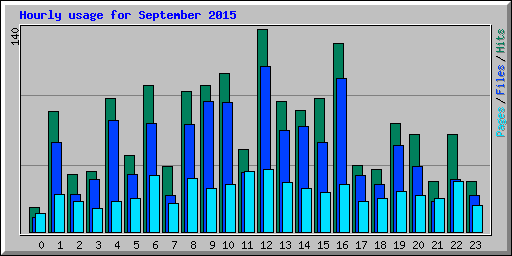 Hourly usage for September 2015
140
Pages/Files/Hits
0 1 2 3 4 5 6 7 8 9 10 11 12 13 14 15 16 17 18 19 20 21 22 23